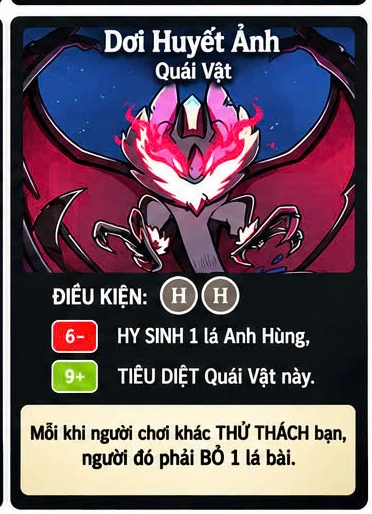 Dơi Huyết Ảnh
Quái Vật
ĐIỀU KIỆN: H H
6- HY SINH 1 lá Anh Hùng,
9+ TIÊU DIỆT Quái Vật này.
Mỗi khi người chơi khác THỬ THÁCH bạn,
người đó phải BỎ 1 lá bài.